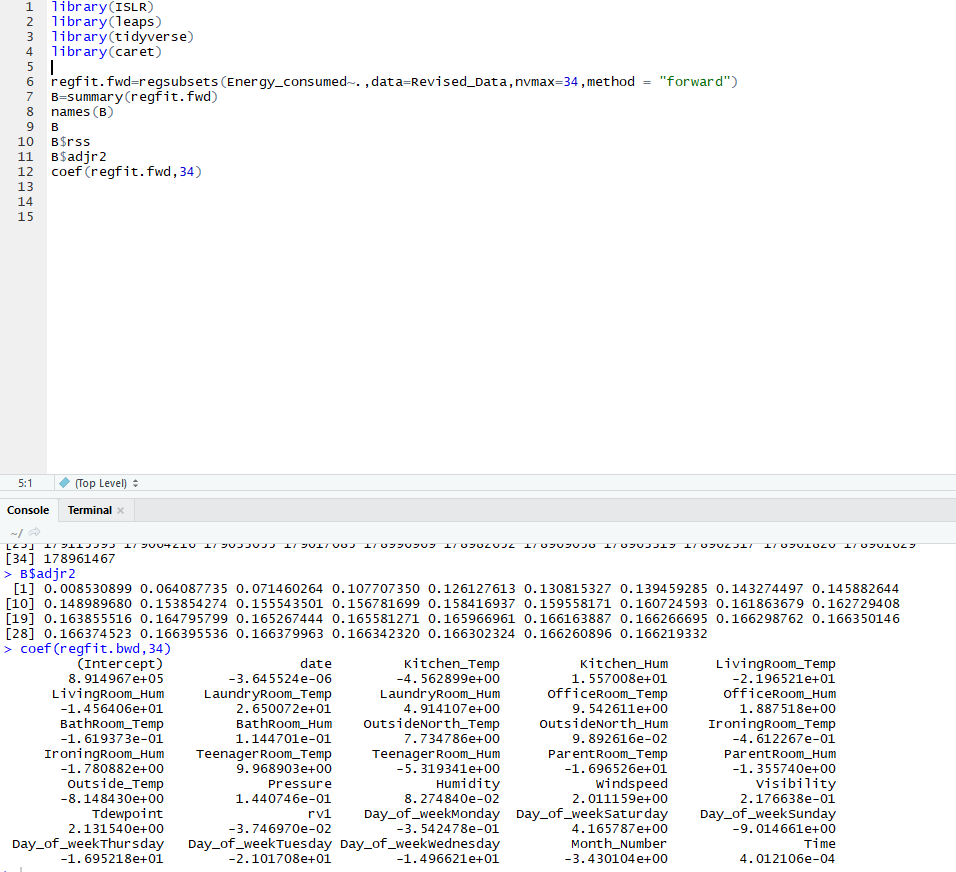 1 library(ISLR)
2 library(leaps)
3 library(tidyverse)
4 library(caret)
5
6 regfit.fwd=regsubsets(Energy_consumed~.,data=Revised_Data,nvmax=34,method = "forward")
7 B=summary(regfit.fwd)
8 names(B)
9 B
10 B$rss
11 B$adjr2
12 coef(regfit.fwd,34)
13
14
15
5:1 (Top Level)
Console Terminal
~/
[34] 178961467
> B$adjr2
[1] 0.008530899 0.064087735 0.071460264 0.107707350 0.126127613 0.130815327 0.139459285 0.143274497 0.145882644
[10] 0.148989680 0.153854274 0.155543501 0.156781699 0.158416937 0.159558171 0.160724593 0.161863679 0.162729408
[19] 0.163855516 0.164795799 0.165267444 0.165581271 0.165966961 0.166163887 0.166266695 0.166298762 0.166350146
[28] 0.166374523 0.166395536 0.166379963 0.166342320 0.166302324 0.166260896 0.166219332
> coef(regfit.bwd,34)
(Intercept) date Kitchen_Temp Kitchen_Hum LivingRoom_Temp
8.914967e+05 -3.645524e-06 -4.562899e+00 1.557008e+01 -2.196521e+01
LivingRoom_Hum LaundryRoom_Temp LaundryRoom_Hum OfficeRoom_Temp OfficeRoom_Hum
-1.456406e+01 2.650072e+01 4.914107e+00 9.542611e+00 1.887518e+00
BathRoom_Temp BathRoom_Hum OutsideNorth_Temp OutsideNorth_Hum IroningRoom_Temp
-1.619373e-01 1.144701e-01 7.734786e+00 9.892616e-02 -4.612267e-01
IroningRoom_Hum TeenagerRoom_Temp TeenagerRoom_Hum ParentRoom_Temp ParentRoom_Hum
-1.780882e+00 9.968903e+00 -5.319341e+00 -1.696526e+01 -1.355740e+00
Outside_Temp Pressure Humidity Windspeed Visibility
-8.148430e+00 1.440746e-01 8.274840e-02 2.011159e+00 2.176638e-01
Tdewpoint rv1 Day_of_weekMonday Day_of_weekSaturday Day_of_weekSunday
2.131540e+00 -3.746970e-02 -3.542478e-01 4.165787e+00 -9.014661e+00
Day_of_weekThursday Day_of_weekTuesday Day_of_weekWednesday Month_Number Time
-1.695218e+01 -2.101708e+01 -1.496621e+01 -3.430104e+00 4.012106e-04